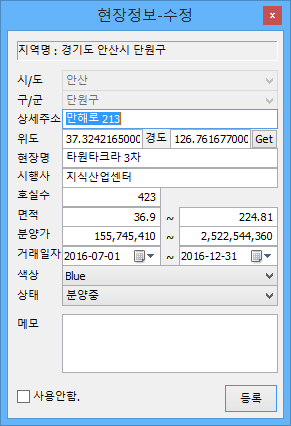 현장정보-수정
x
지역명 : 경기도 안산시 단원구
시/도 안산
구/군 단원구
상세주소 만해로 213
위도 37.3242165000 경도 126.761677000 Get
현장명 타원타크라 3차
시행사 지식산업센터
호실수 423
면적 36.9 ~ 224.81
분양가 155,745,410 ~ 2,522,544,360
거래일자 2016-07-01 ~ 2016-12-31
색상 Blue
상태 분양중
메모
사용안함.
등록